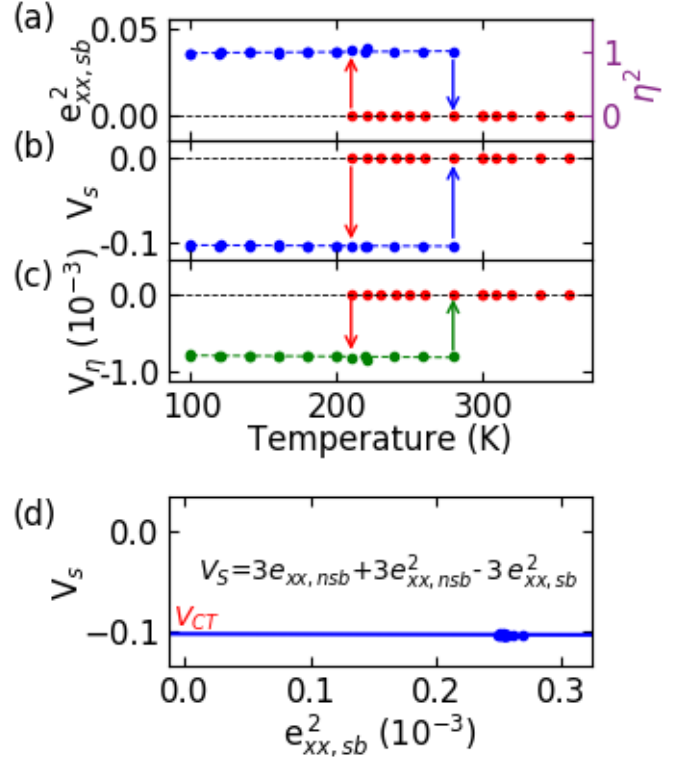 (a)
0.05
0.00
e²xx, sb
1
0
η²
(b)
0.0
-0.1
Vs
(c)
0.0
-1.0
Vη (10⁻³)
100 200 300
Temperature (K)
(d)
0.0
−0.1
Vs
VS=3exx,nsb+3e²xx,nsb-3 e²xx,sb
VCT
0.0 0.1 0.2 0.3
e²xx, sb (10⁻³)